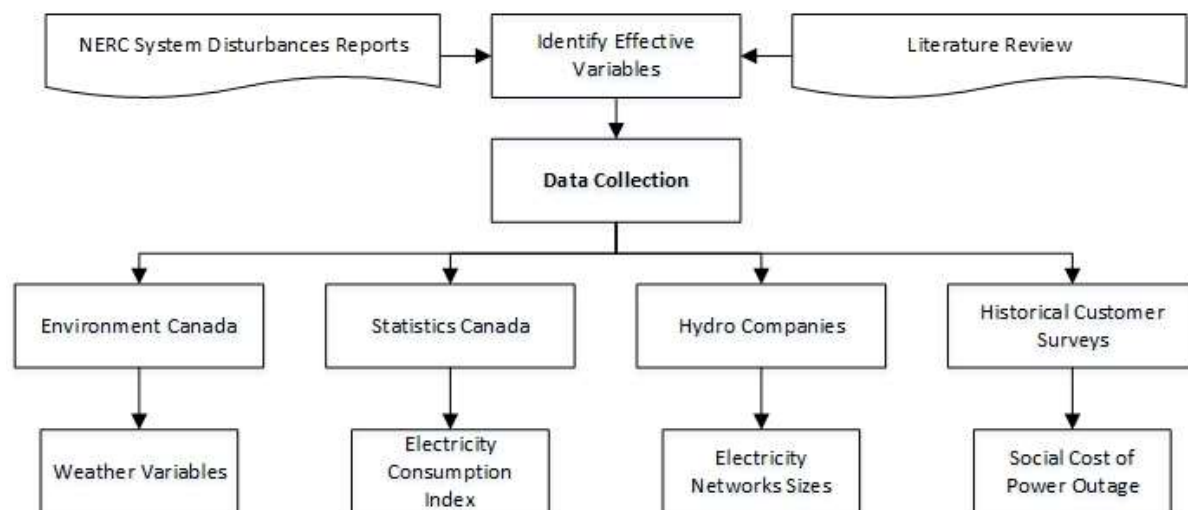 NERC System Disturbances Reports
Identify Effective
Variables
Literature Review
Data Collection
Environment Canada
Statistics Canada
Hydro Companies
Historical Customer
Surveys
Weather Variables
Electricity
Consumption
Index
Electricity
Networks Sizes
Social Cost of
Power Outage